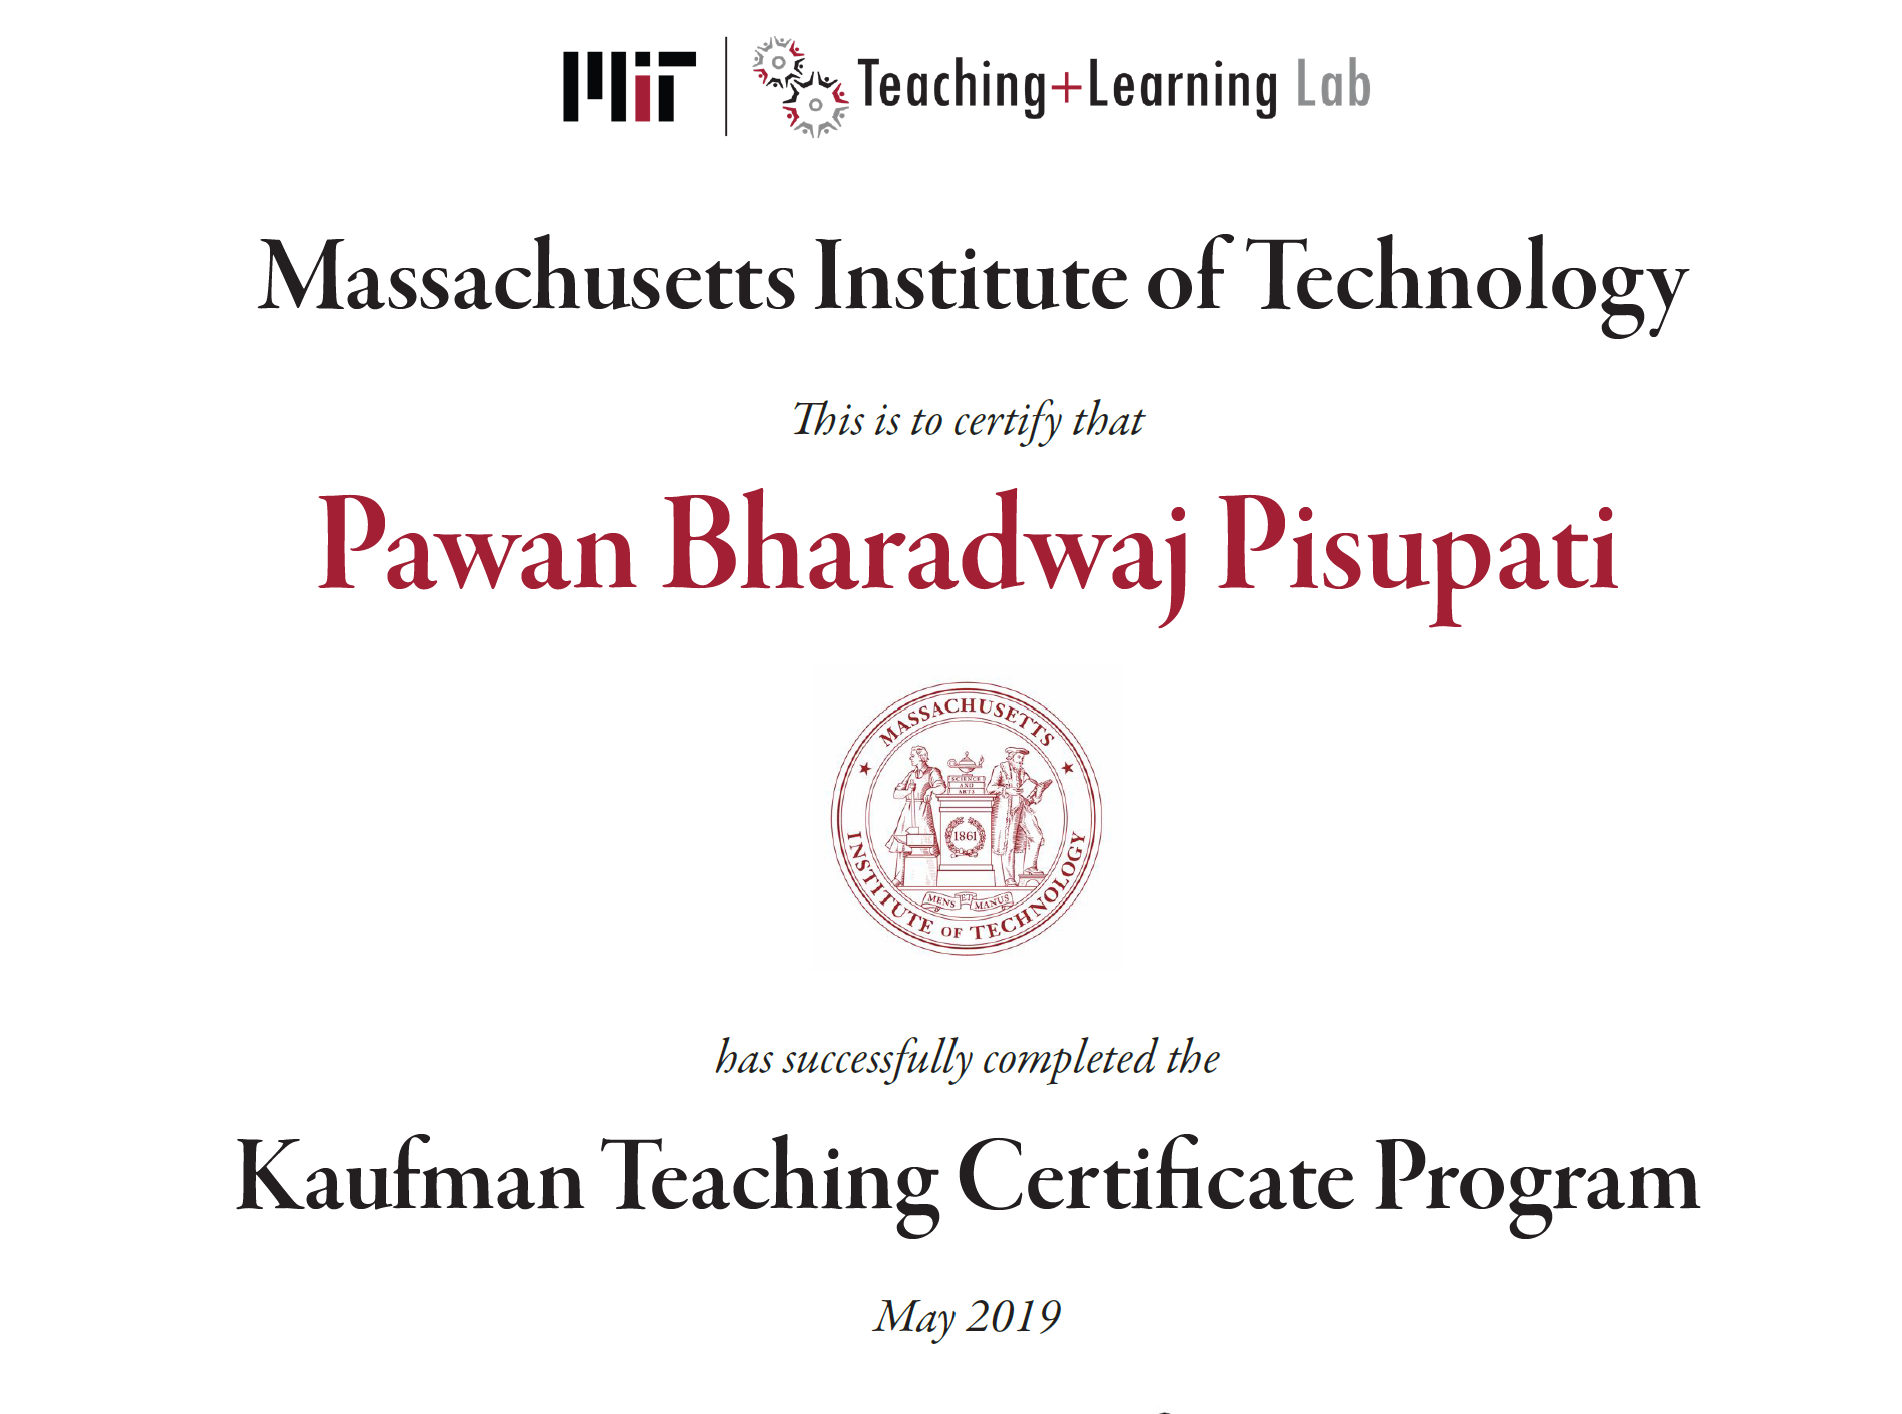 MIT Teaching+Learning Lab
Massachusetts Institute of Technology
This is to certify that
Pawan Bharadwaj Pisupati
MASSACHUSETTS
SCIENCE
AND
ARTS
1861
MENS ET MANUS
INSTITUTE OF TECHNOLOGY
has successfully completed the
Kaufman Teaching Certificate Program
May 2019